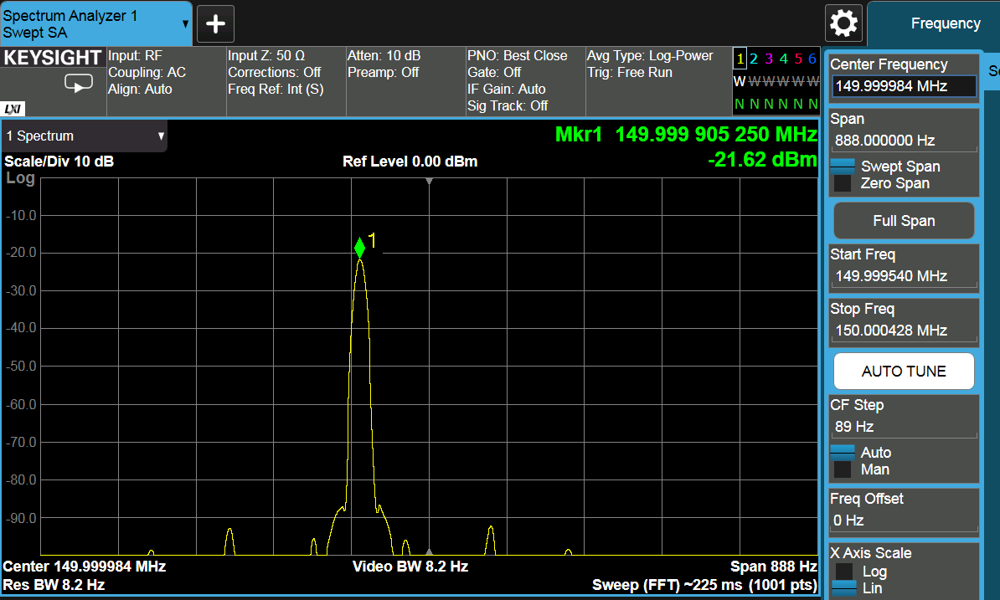 Spectrum Analyzer 1
Swept SA
+
Frequency
KEYSIGHT
LXI
Input: RF
Coupling: AC
Align: Auto
Input Z: 50 Ω
Corrections: Off
Freq Ref: Int (S)
Atten: 10 dB
Preamp: Off
PNO: Best Close
Gate: Off
IF Gain: Auto
Sig Track: Off
Avg Type: Log-Power
Trig: Free Run
1 2 3 4 5 6
W W W W W W
N N N N N N
1 Spectrum
Scale/Div 10 dB
Log
Ref Level 0.00 dBm
Mkr1 149.999 905 250 MHz
-21.62 dBm
1
-10.0
-20.0
-30.0
-40.0
-50.0
-60.0
-70.0
-80.0
-90.0
Center 149.999984 MHz
Res BW 8.2 Hz
Video BW 8.2 Hz
Span 888 Hz
Sweep (FFT) ~225 ms (1001 pts)
Center Frequency
149.999984 MHz
Span
888.000000 Hz
Swept Span
Zero Span
Full Span
Start Freq
149.999540 MHz
Stop Freq
150.000428 MHz
AUTO TUNE
CF Step
89 Hz
Auto
Man
Freq Offset
0 Hz
X Axis Scale
Log
Lin